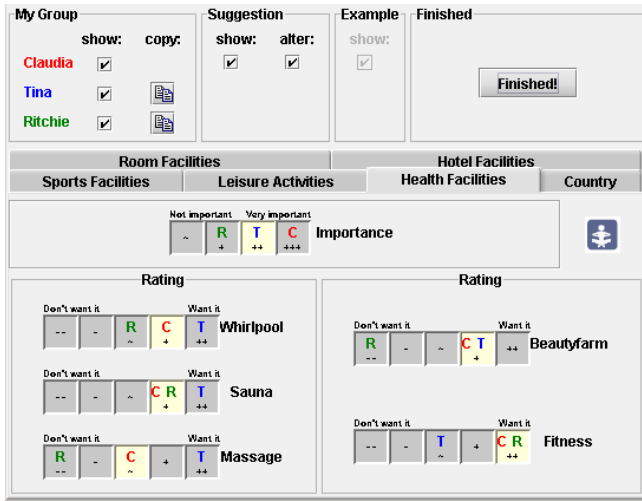 My Group Suggestion Example Finished
show: copy: show: alter: show:
Claudia
Tina
Ritchie
Finished!
Room Facilities Hotel Facilities
Sports Facilities Leisure Activities Health Facilities Country
Not important Very important
~ R + T ++ C +++ Importance
Rating
Don't want it Want it
-- - R ~ C + T ++ Whirlpool
Don't want it Want it
-- - ~ C R + T ++ Sauna
Don't want it Want it
R -- - C ~ + T ++ Massage
Rating
Don't want it Want it
R -- - ~ C T + ++ Beautyfarm
Don't want it Want it
-- - T ~ + C R ++ Fitness